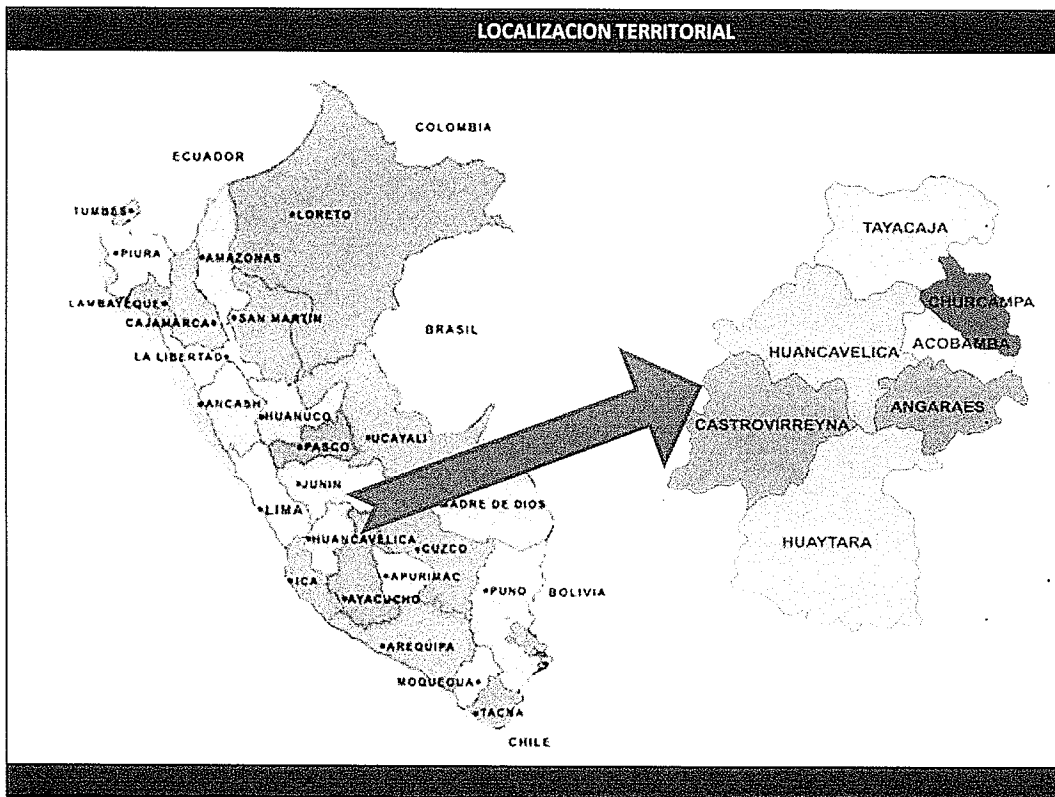 LOCALIZACION TERRITORIAL
COLOMBIA
ECUADOR
TUMBES
LORETO
PIURA
AMAZONAS
LAMBAYEQUE
CAJAMARCA
SAN MARTIN
BRASIL
LA LIBERTAD
ANCASH
HUANUCO
PASCO
UCAYALI
JUNIN
LIMA
MADRE DE DIOS
HUANCAVELICA
CUZCO
ICA
APURIMAC
PUNO
BOLIVIA
AYACUCHO
AREQUIPA
MOQUEGUA
TACNA
CHILE
TAYACAJA
CHURCAMPA
ACOBAMBA
HUANCAVELICA
ANGARAES
CASTROVIRREYNA
HUAYTARA